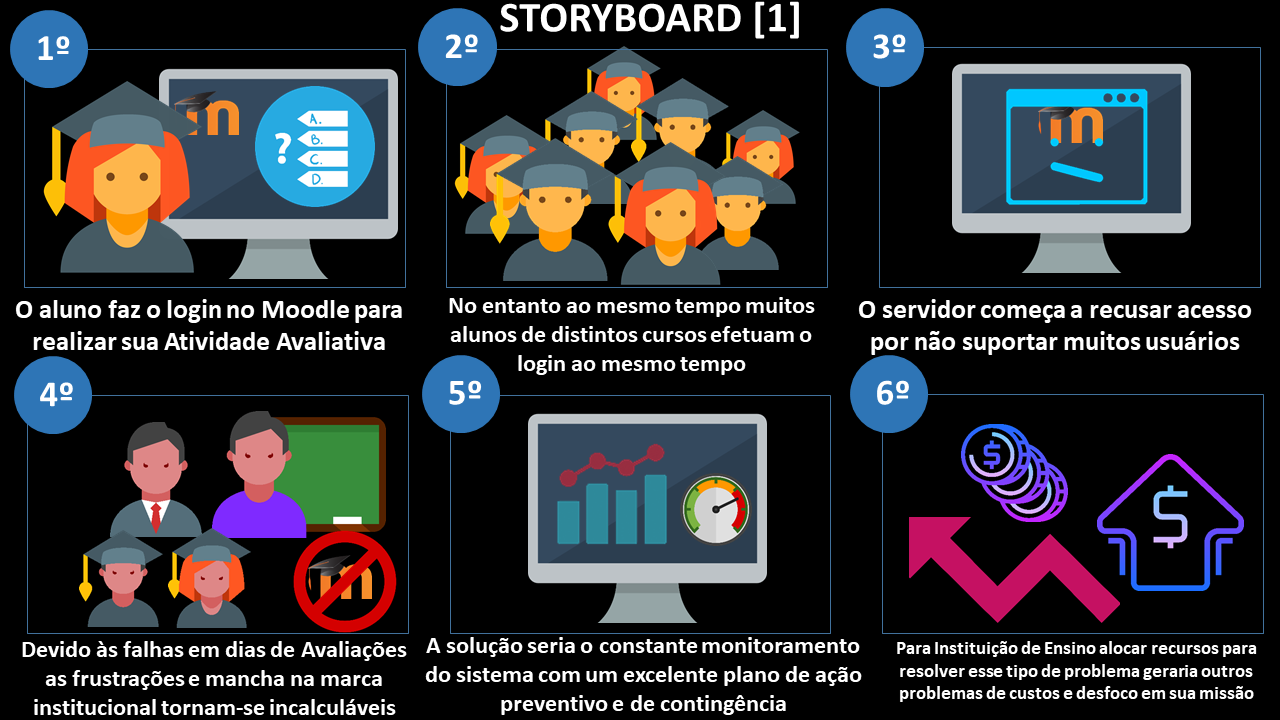 STORYBOARD [1]
1º
? A. B. C. D.
m
O aluno faz o login no Moodle para
realizar sua Atividade Avaliativa
2º
No entanto ao mesmo tempo muitos
alunos de distintos cursos efetuam o
login ao mesmo tempo
3º
m
O servidor começa a recusar acesso
por não suportar muitos usuários
4º
m
Devido às falhas em dias de Avaliações
as frustrações e mancha na marca
institucional tornam-se incalculáveis
5º
A solução seria o constante monitoramento
do sistema com um excelente plano de ação
preventivo e de contingência
6º
$
$
Para Instituição de Ensino alocar recursos para
resolver esse tipo de problema geraria outros
problemas de custos e desfoco em sua missão